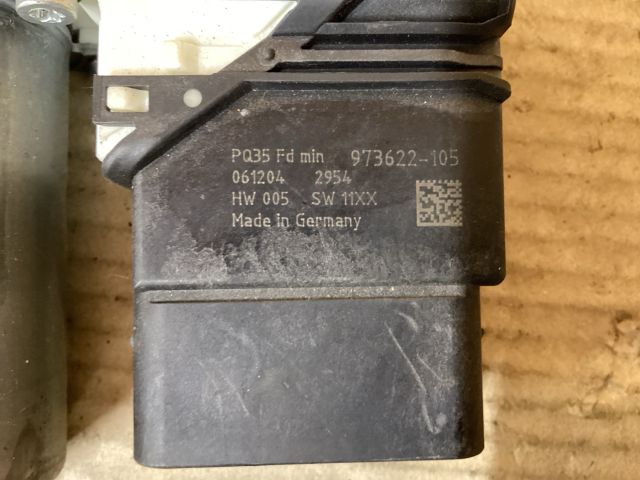 PQ35 Fd min 973622-105
061204 2954
HW 005 SW 11XX
Made in Germany